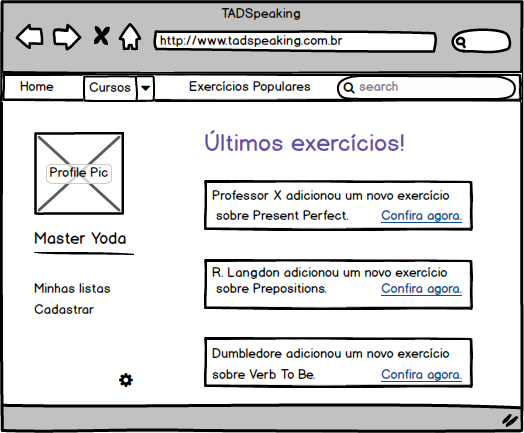 TADSpeaking
http://www.tadspeaking.com.br
Home Cursos Exercícios Populares search
Últimos exercícios!
Profile Pic
Master Yoda
Minhas listas
Cadastrar
Professor X adicionou um novo exercício
sobre Present Perfect. Confira agora.
R. Langdon adicionou um novo exercício
sobre Prepositions. Confira agora.
Dumbledore adicionou um novo exercício
sobre Verb To Be. Confira agora.